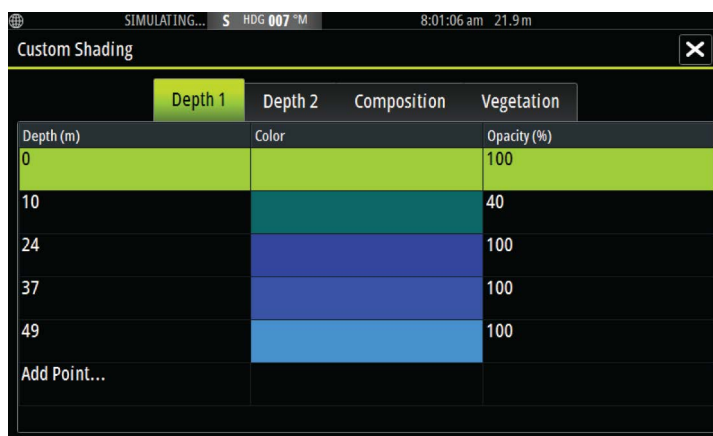 SIMULATING... S HDG 007 °M 8:01:06 am 21.9 m
Custom Shading
Depth 1 Depth 2 Composition Vegetation
Depth (m) Color Opacity (%)
0 100
10 40
24 100
37 100
49 100
Add Point...